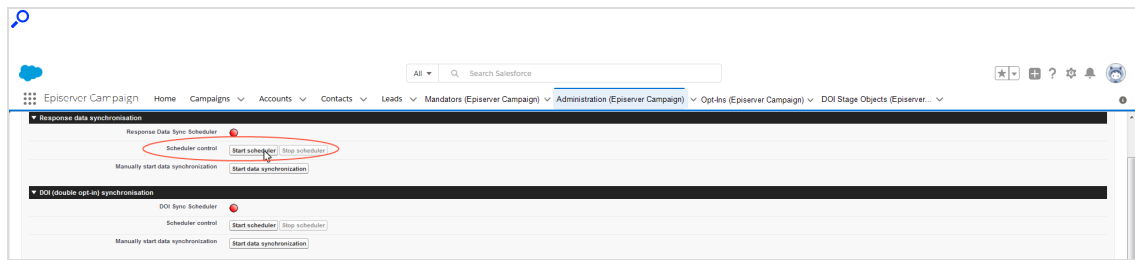 All Search Salesforce
Episerver Campaign Home Campaigns Accounts Contacts Leads Mandators (Episerver Campaign) Administration (Episerver Campaign) Opt-Ins (Episerver Campaign) DOI Stage Objects (Episerver...
Response data synchronisation
Response Data Sync Scheduler
Scheduler control Start scheduler Stop scheduler
Manually start data synchronization Start data synchronization
DOI (double opt-in) synchronisation
DOI Sync Scheduler
Scheduler control Start scheduler Stop scheduler
Manually start data synchronization Start data synchronization